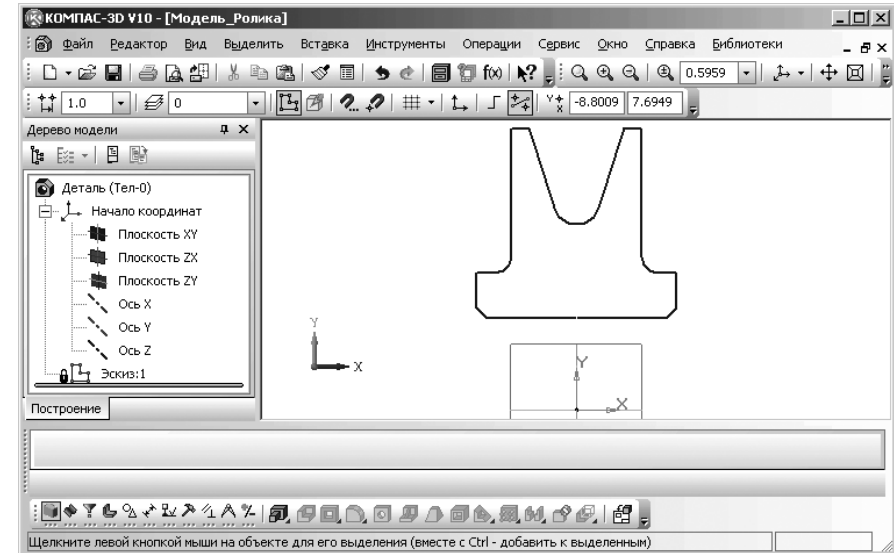 КОМПАС-3D V10 - [Модель_Ролика]
Файл Редактор Вид Выделить Вставка Инструменты Операции Сервис Окно Справка Библиотеки
0.5959
1.0 0 -8.8009 7.6949
Дерево модели
Деталь (Тел-0)
Начало координат
Плоскость XY
Плоскость ZX
Плоскость ZY
Ось X
Ось Y
Ось Z
Эскиз:1
Построение
Y
X
Y
X
Щелкните левой кнопкой мыши на объекте для его выделения (вместе с Ctrl - добавить к выделенным)